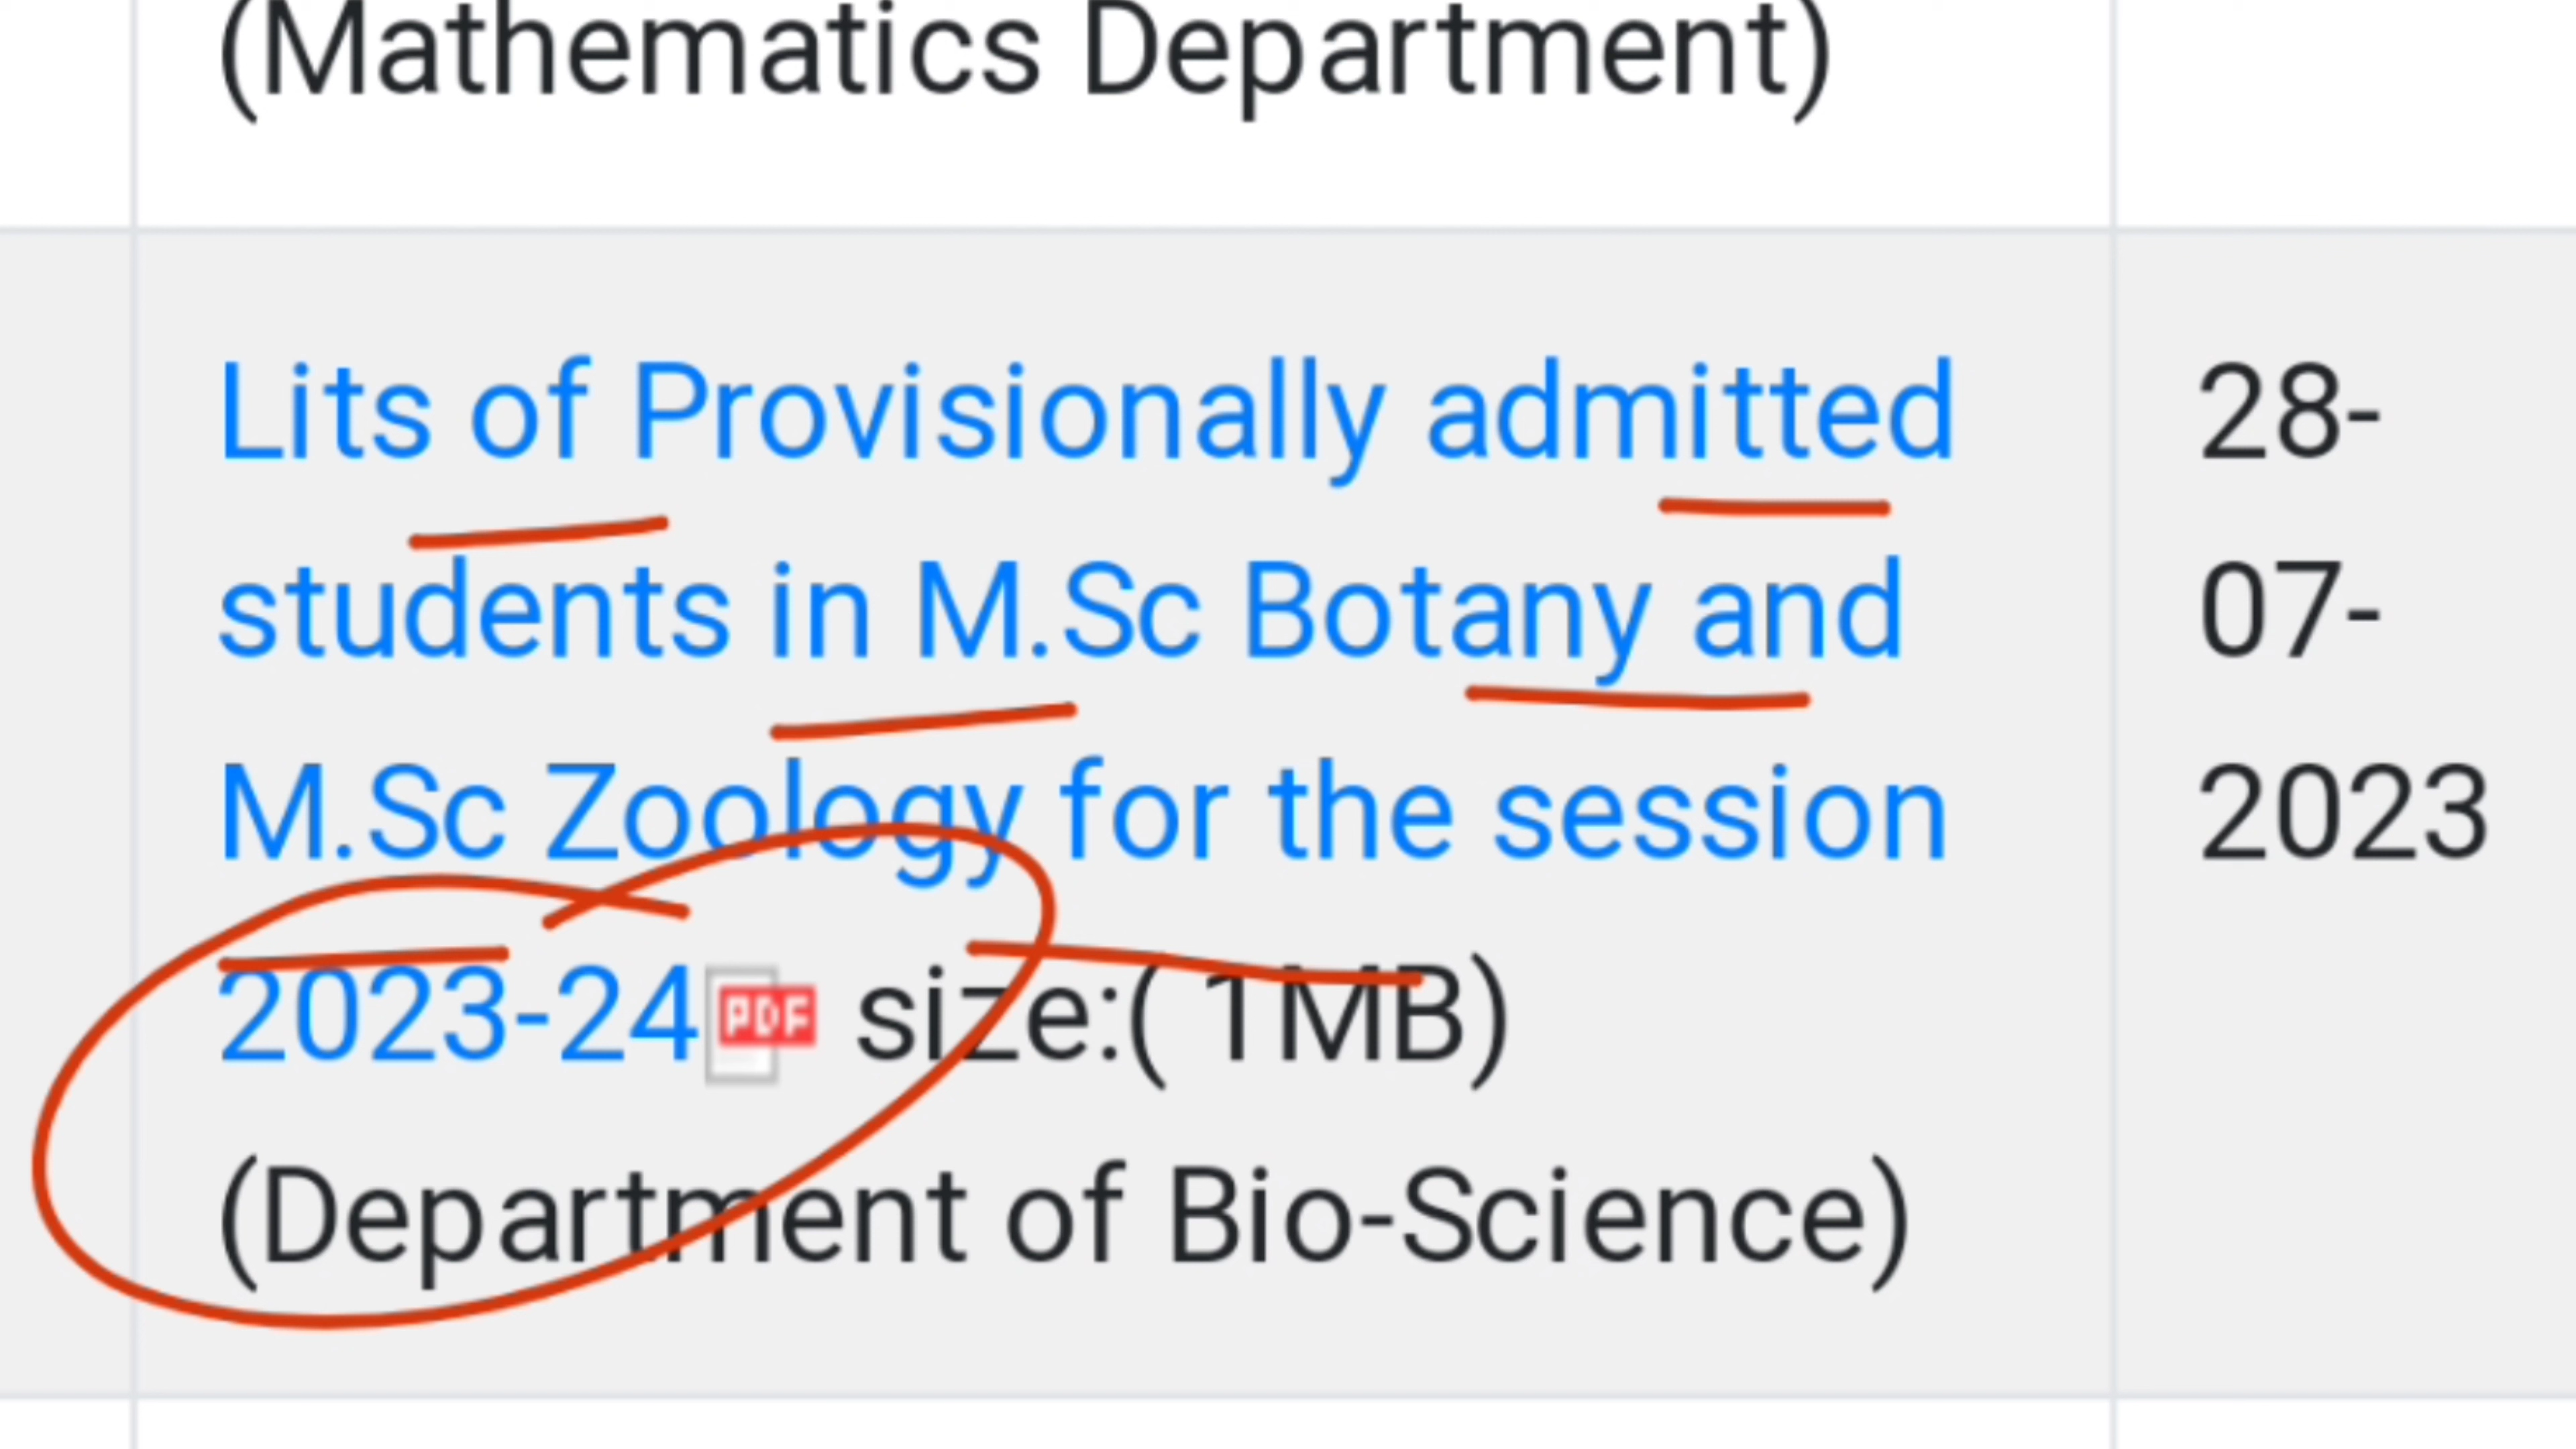 (Mathematics Department)
Lits of Provisionally admitted
students in M.Sc Botany and
M.Sc Zoology for the session
2023-24 PDF size:( 1MB)
(Department of Bio-Science)
28-
07-
2023